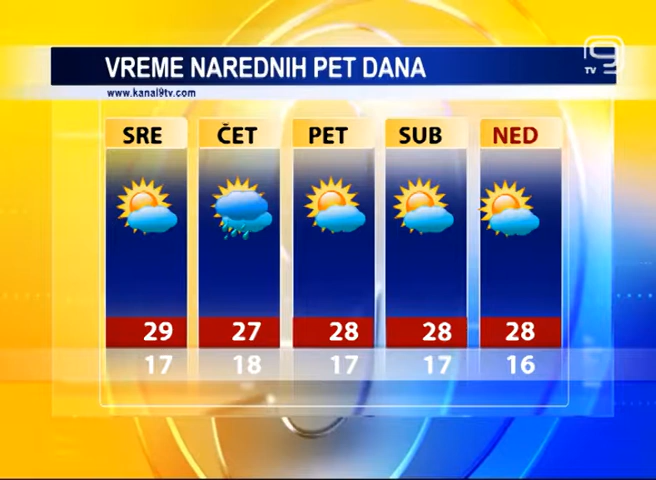 VREME NAREDNIH PET DANA
9
TV
www.kanal9tv.com
SRE ČET PET SUB NED
29 27 28 28 28
17 18 17 17 16